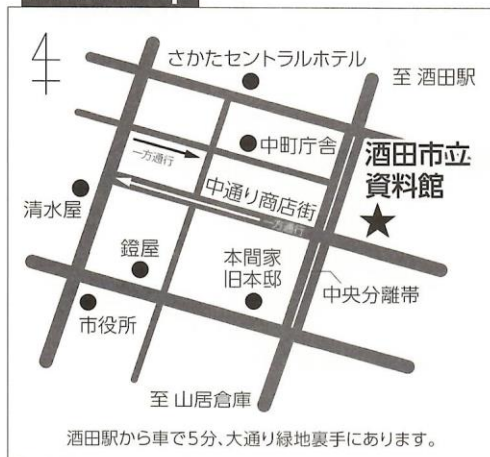 さかたセントラルホテル
至 酒田駅
一方通行
中町庁舎
酒田市立
資料館
中通り商店街
一方通行
清水屋
鐙屋
本間家
旧本邸
中央分離帯
市役所
至 山居倉庫
酒田駅から車で5分、大通り緑地裏手にあります。